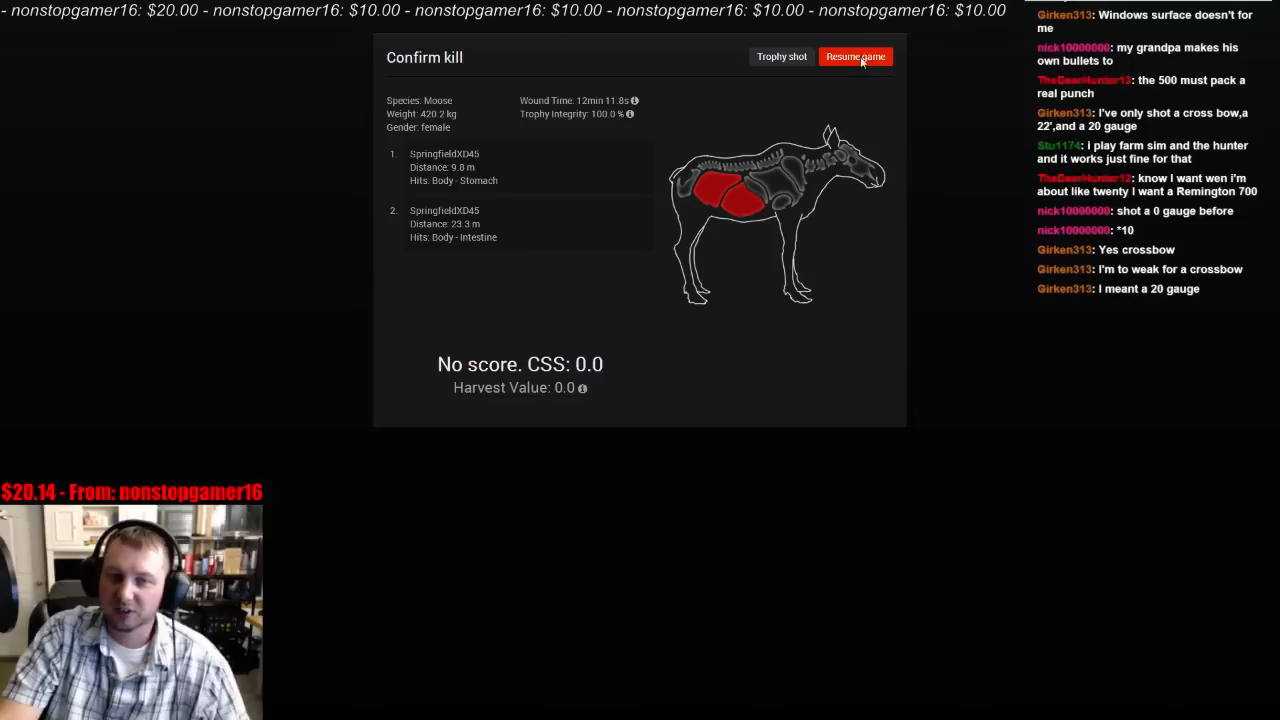 - nonstopgamer16: $20.00 - nonstopgamer16: $10.00 - nonstopgamer16: $10.00 - nonstopgamer16: $10.00 - nonstopgamer16: $10.00
Confirm kill
Trophy shot
Resume game
Species: Moose
Weight: 420.2 kg
Gender: female
Wound Time: 12min 11.8s
Trophy Integrity: 100.0 %
1. SpringfieldXD45
Distance: 9.8 m
Hits: Body - Stomach
2. SpringfieldXD45
Distance: 23.3 m
Hits: Body - Intestine
No score. CSS: 0.0
Harvest Value: 0.0
$20.14 - From: nonstopgamer16
Girken313: Windows surface doesn't for
me
nick10000000: my grandpa makes his
own bullets to
TheDeerHunter12: the 500 must pack a
real punch
Girken313: I've only shot a cross bow,a
22',and a 20 gauge
Stu1174: i play farm sim and the hunter
and it works just fine for that
TheDeerHunter12: know I want wen i'm
about like twenty I want a Remington 700
nick10000000: shot a 0 gauge before
nick10000000: *10
Girken313: Yes crossbow
Girken313: I'm to weak for a crossbow
Girken313: I meant a 20 gauge